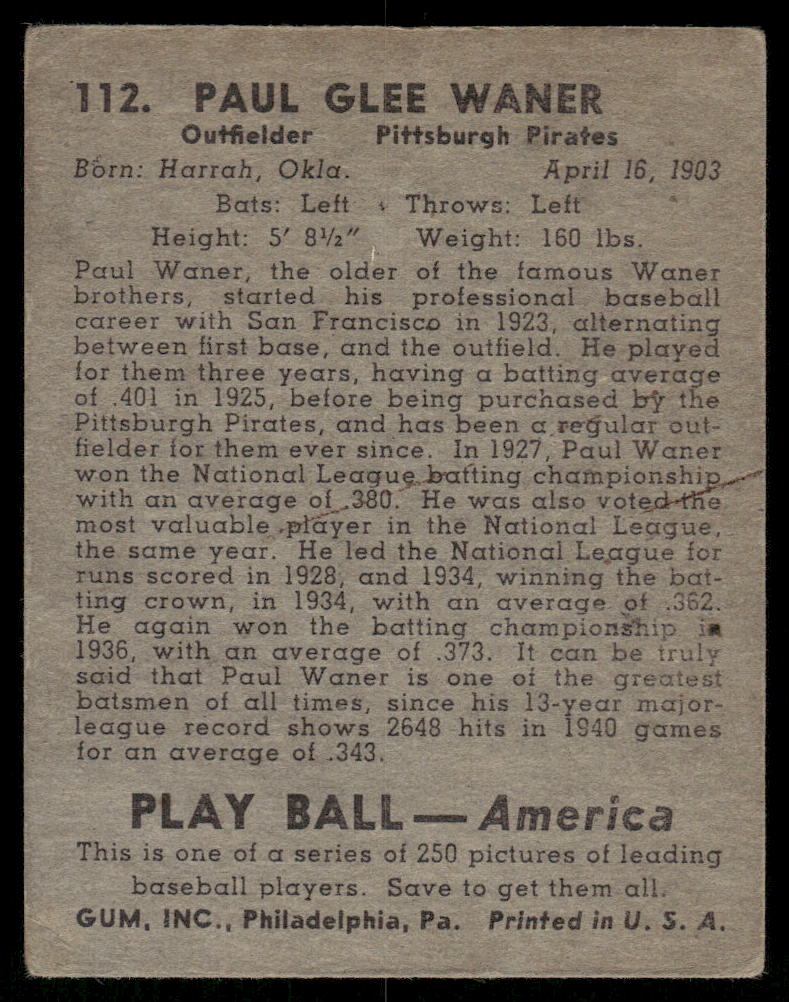 112. PAUL GLEE WANER
Outfielder Pittsburgh Pirates
Born: Harrah, Okla. April 16, 1903
Bats: Left Throws: Left
Height: 5′ 8½″ Weight: 160 lbs.
Paul Waner, the older of the famous Waner
brothers, started his professional baseball
career with San Francisco in 1923, alternating
between first base, and the outfield. He played
for them three years, having a batting average
of .401 in 1925, before being purchased by the
Pittsburgh Pirates, and has been a regular out-
fielder for them ever since. In 1927, Paul Waner
won the National League batting championship
with an average of .380. He was also voted the
most valuable player in the National League,
the same year. He led the National League for
runs scored in 1928, and 1934, winning the bat-
ting crown, in 1934, with an average of .362.
He again won the batting championship in
1936, with an average of .373. It can be truly
said that Paul Waner is one of the greatest
batsmen of all times, since his 13-year major-
league record shows 2648 hits in 1940 games
for an average of .343.
PLAY BALL—America
This is one of a series of 250 pictures of leading
baseball players. Save to get them all.
GUM, INC., Philadelphia, Pa. Printed in U. S. A.